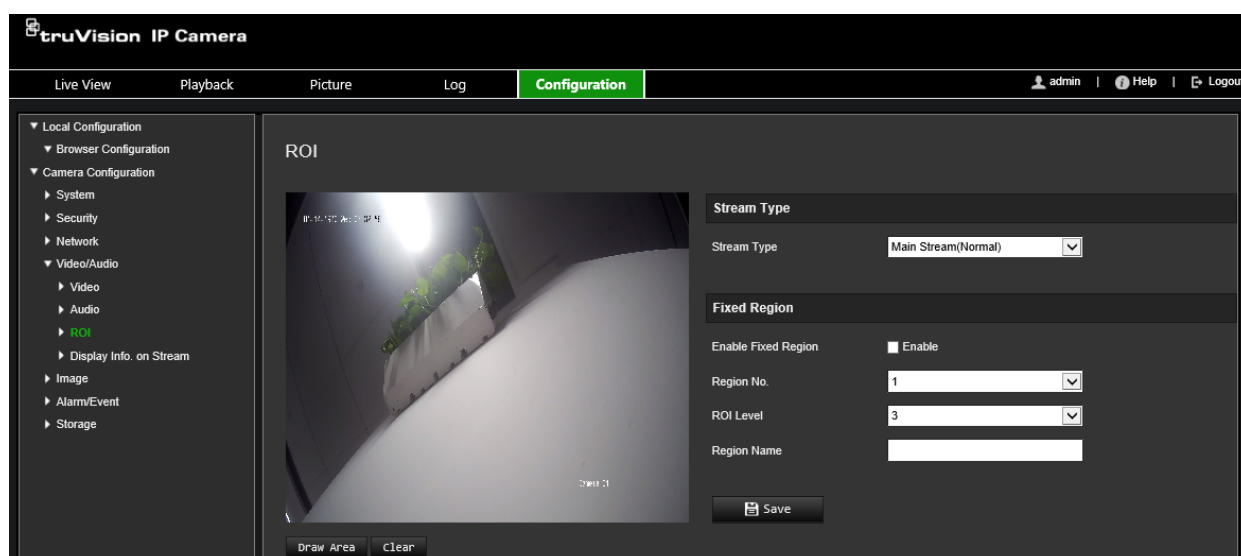 truVision IP Camera
Live View Playback Picture Log Configuration admin | Help | Logou
Local Configuration
Browser Configuration
Camera Configuration
System
Security
Network
Video/Audio
Video
Audio
ROI
Display Info. on Stream
Image
Alarm/Event
Storage
ROI
Camera 01
Draw Area Clear
Stream Type
Stream Type Main Stream(Normal)
Fixed Region
Enable Fixed Region Enable
Region No. 1
ROI Level 3
Region Name
Save